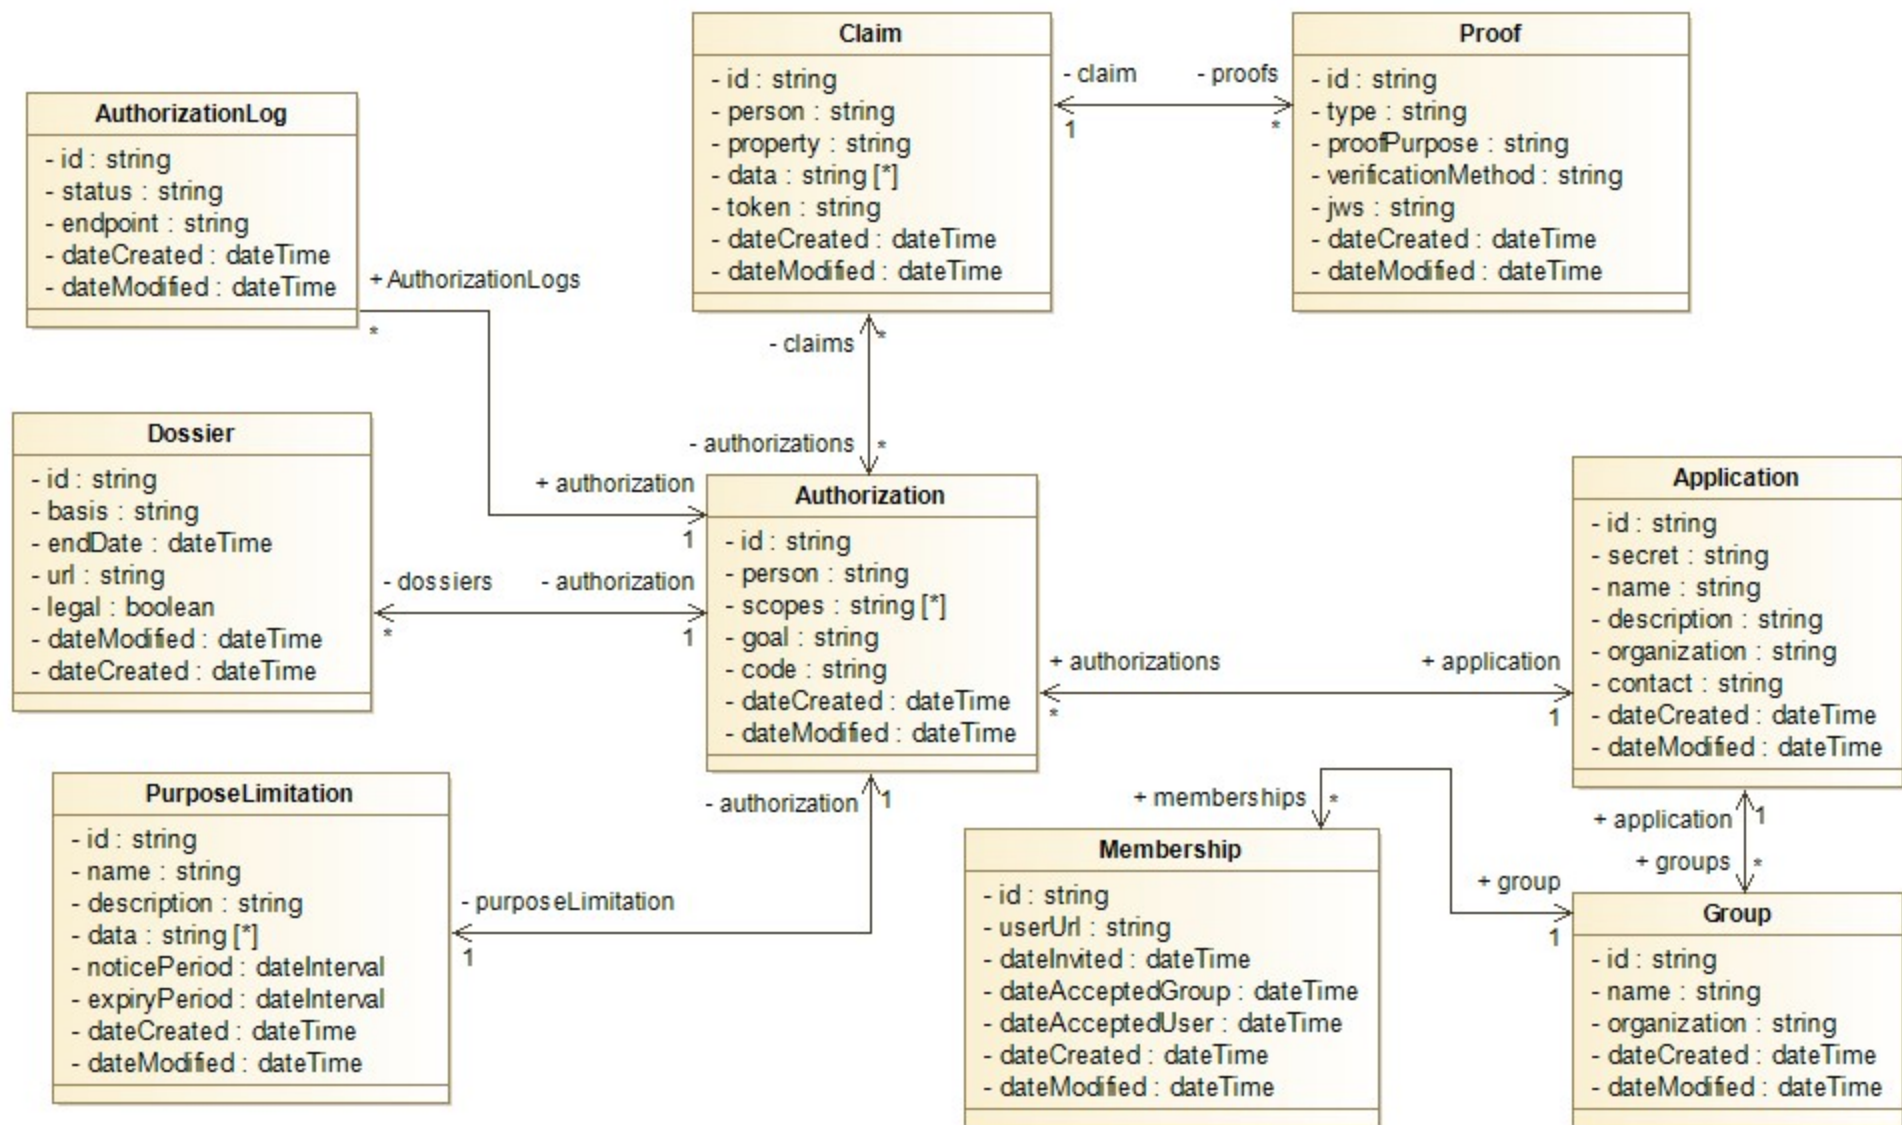 Claim
- id : string
- person : string
- property : string
- data : string [*]
- token : string
- dateCreated : dateTime
- dateModified : dateTime
- claim
- proofs
1
*
Proof
- id : string
- type : string
- proofPurpose : string
- verificationMethod : string
- jws : string
- dateCreated : dateTime
- dateModified : dateTime
AuthorizationLog
- id : string
- status : string
- endpoint : string
- dateCreated : dateTime
- dateModified : dateTime
+ AuthorizationLogs
*
- claims
*
- authorizations
*
+ authorization
1
Dossier
- id : string
- basis : string
- endDate : dateTime
- url : string
- legal : boolean
- dateModified : dateTime
- dateCreated : dateTime
- dossiers
- authorization
*
1
Authorization
- id : string
- person : string
- scopes : string [*]
- goal : string
- code : string
- dateCreated : dateTime
- dateModified : dateTime
+ authorizations
+ application
*
1
Application
- id : string
- secret : string
- name : string
- description : string
- organization : string
- contact : string
- dateCreated : dateTime
- dateModified : dateTime
PurposeLimitation
- id : string
- name : string
- description : string
- data : string [*]
- noticePeriod : dateInterval
- expiryPeriod : dateInterval
- dateCreated : dateTime
- dateModified : dateTime
- authorization
1
- purposeLimitation
1
+ memberships
*
+ group
1
+ application
1
+ groups
*
Membership
- id : string
- userUrl : string
- dateInvited : dateTime
- dateAcceptedGroup : dateTime
- dateAcceptedUser : dateTime
- dateCreated : dateTime
- dateModified : dateTime
Group
- id : string
- name : string
- organization : string
- dateCreated : dateTime
- dateModified : dateTime